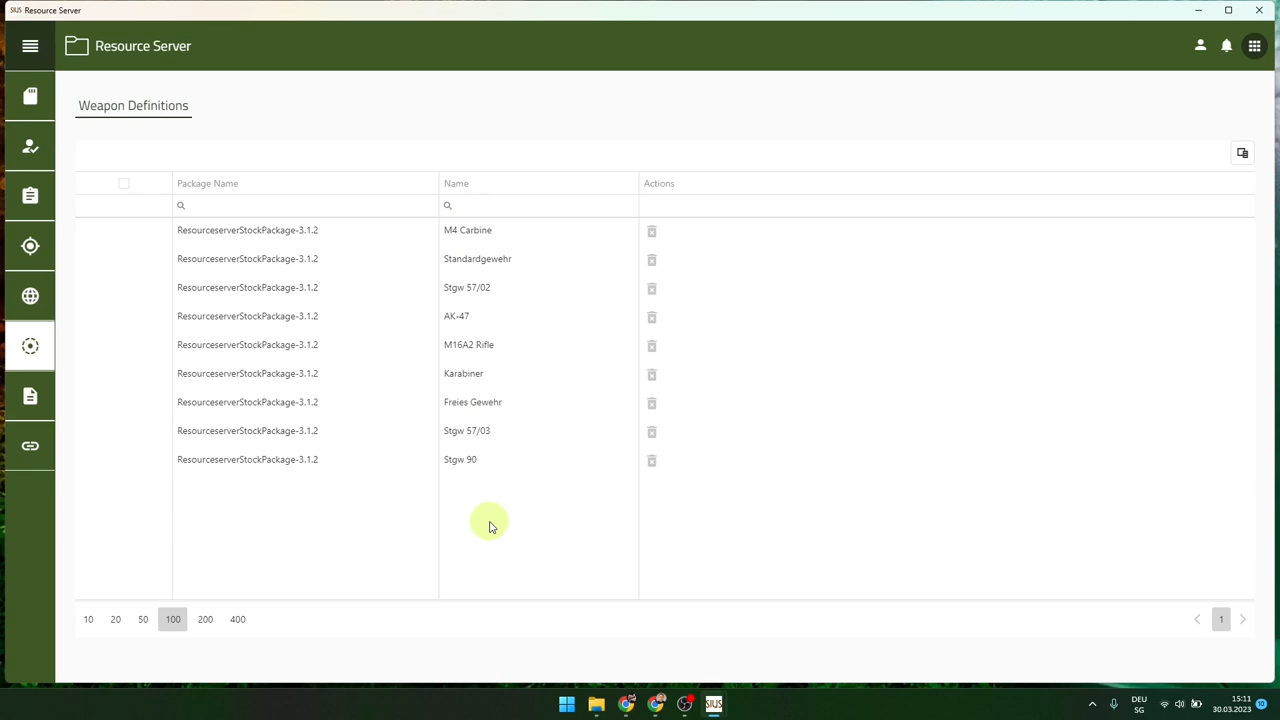 SIUS Resource Server
Resource Server
Weapon Definitions
Package Name Name Actions
ResourceserverStockPackage-3.1.2 M4 Carbine
ResourceserverStockPackage-3.1.2 Standardgewehr
ResourceserverStockPackage-3.1.2 Stgw 57/02
ResourceserverStockPackage-3.1.2 AK-47
ResourceserverStockPackage-3.1.2 M16A2 Rifle
ResourceserverStockPackage-3.1.2 Karabiner
ResourceserverStockPackage-3.1.2 Freies Gewehr
ResourceserverStockPackage-3.1.2 Stgw 57/03
ResourceserverStockPackage-3.1.2 Stgw 90
10 20 50 100 200 400 1
SIUS
DEU 15:11
SG 30.03.2023 10